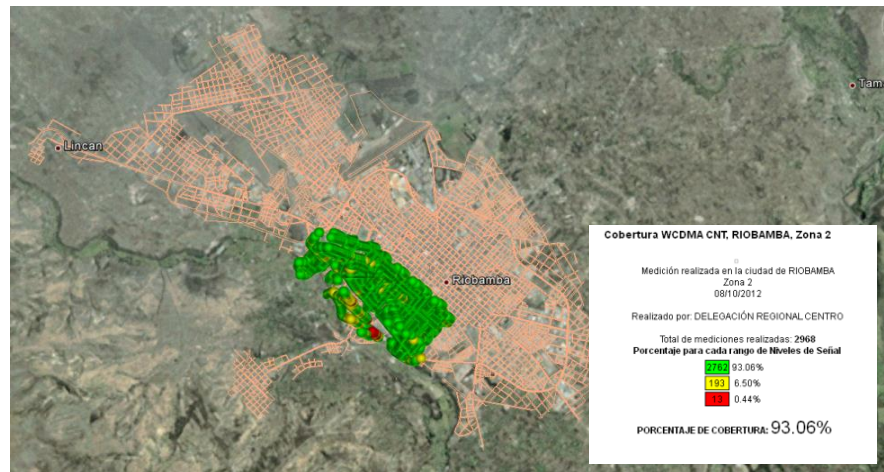 Tam
Lincan
Riobamba
Cobertura WCDMA CNT, RIOBAMBA, Zona 2
Medición realizada en la ciudad de RIOBAMBA
Zona 2
08/10/2012
Realizado por: DELEGACIÓN REGIONAL CENTRO
Total de mediciones realizadas: 2968
Porcentaje para cada rango de Niveles de Señal
2762 93.06%
193 6.50%
13 0.44%
PORCENTAJE DE COBERTURA: 93.06%